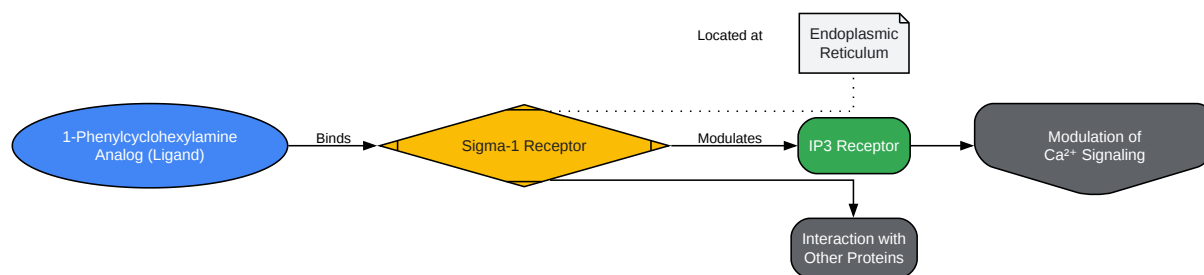 Located at
Endoplasmic
Reticulum
1-Phenylcyclohexylamine
Analog (Ligand)
Binds
Sigma-1 Receptor
Modulates
IP3 Receptor
Modulation of
Ca²⁺ Signaling
Interaction with
Other Proteins